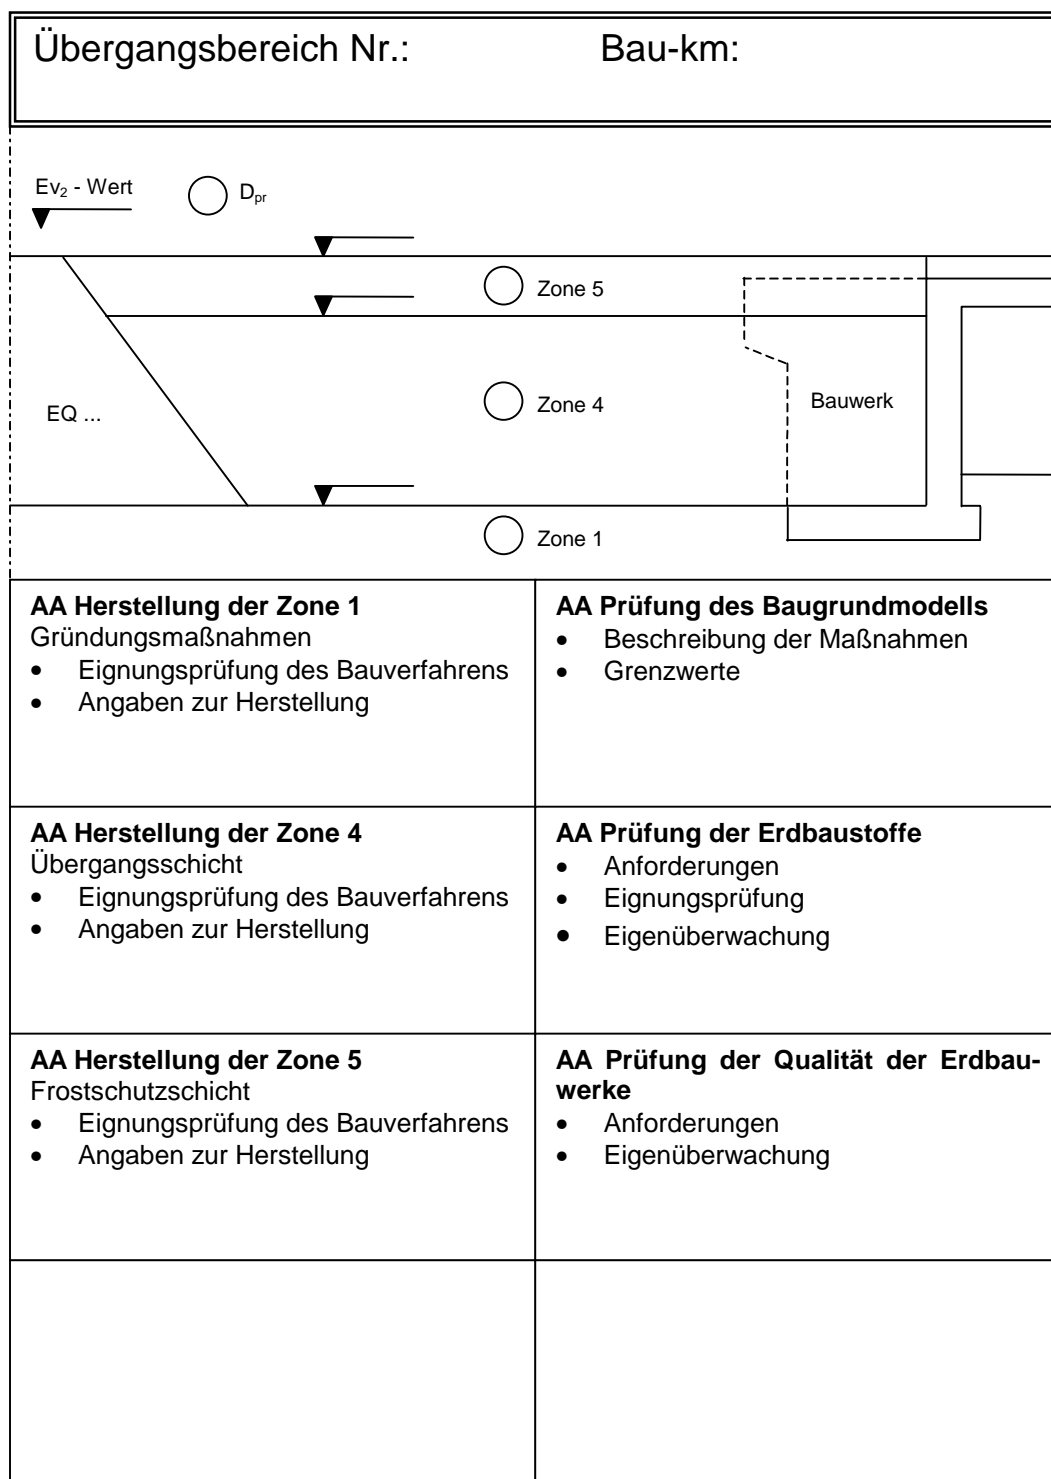 Übergangsbereich Nr.: Bau-km:
Ev₂ - Wert
D_pr
Zone 5
Zone 4
Bauwerk
EQ ...
Zone 1
AA Herstellung der Zone 1
Gründungsmaßnahmen
• Eignungsprüfung des Bauverfahrens
• Angaben zur Herstellung
AA Prüfung des Baugrundmodells
• Beschreibung der Maßnahmen
• Grenzwerte
AA Herstellung der Zone 4
Übergangsschicht
• Eignungsprüfung des Bauverfahrens
• Angaben zur Herstellung
AA Prüfung der Erdbaustoffe
• Anforderungen
• Eignungsprüfung
• Eigenüberwachung
AA Herstellung der Zone 5
Frostschutzschicht
• Eignungsprüfung des Bauverfahrens
• Angaben zur Herstellung
AA Prüfung der Qualität der Erdbau-
werke
• Anforderungen
• Eigenüberwachung